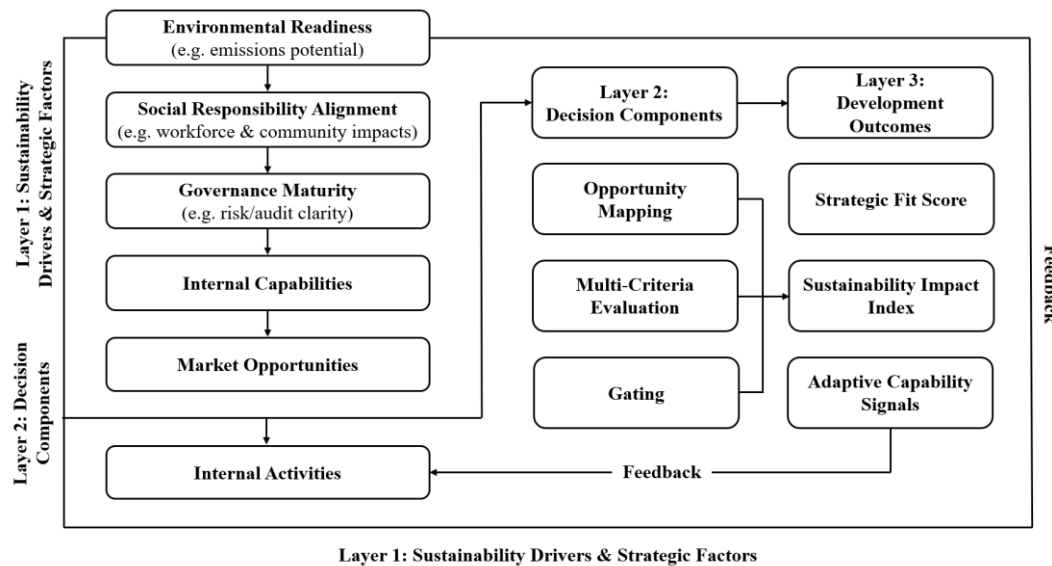 Environmental Readiness
(e.g. emissions potential)
Social Responsibility Alignment
(e.g. workforce & community impacts)
Governance Maturity
(e.g. risk/audit clarity)
Internal Capabilities
Market Opportunities
Internal Activities
Layer 1: Sustainability
Drivers & Strategic Factors
Layer 2: Decision
Components
Layer 2:
Decision Components
Layer 3:
Development
Outcomes
Opportunity
Mapping
Strategic Fit Score
Multi-Criteria
Evaluation
Sustainability Impact
Index
Gating
Adaptive Capability
Signals
Feedback
Feedback
Layer 1: Sustainability Drivers & Strategic Factors